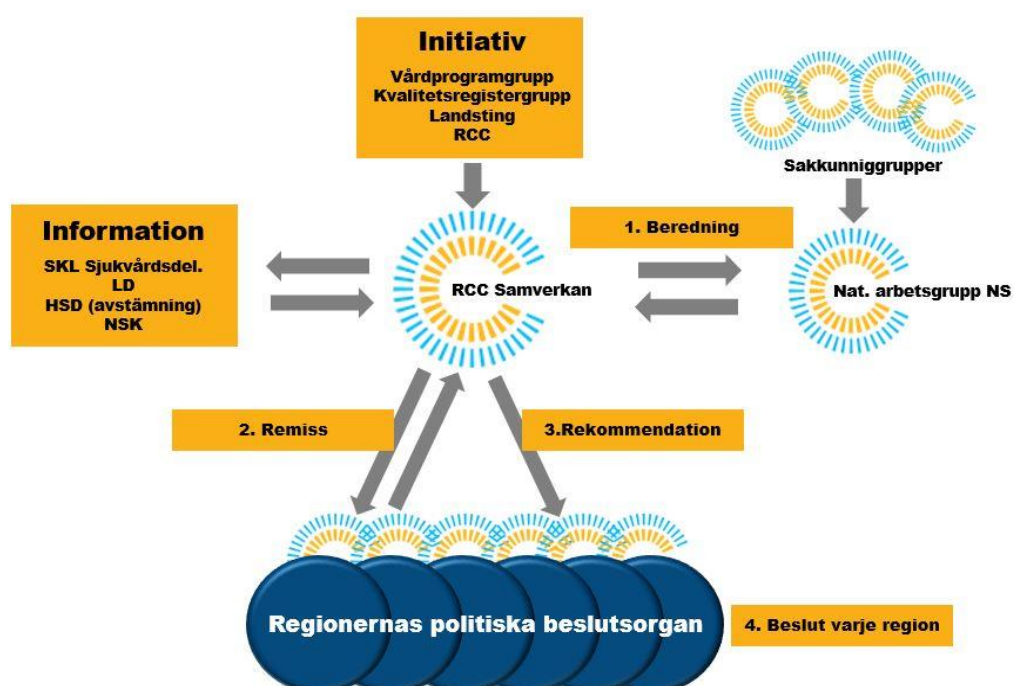 Initiativ
Vårdprogramgrupp
Kvalitetsregistergrupp
Landsting
RCC
Sakkunniggrupper
Information
SKL Sjukvårdsdel.
LD
HSD (avstämning)
NSK
1. Beredning
RCC Samverkan
Nat. arbetsgrupp NS
2. Remiss
3.Rekommendation
Regionernas politiska beslutsorgan
4. Beslut varje region